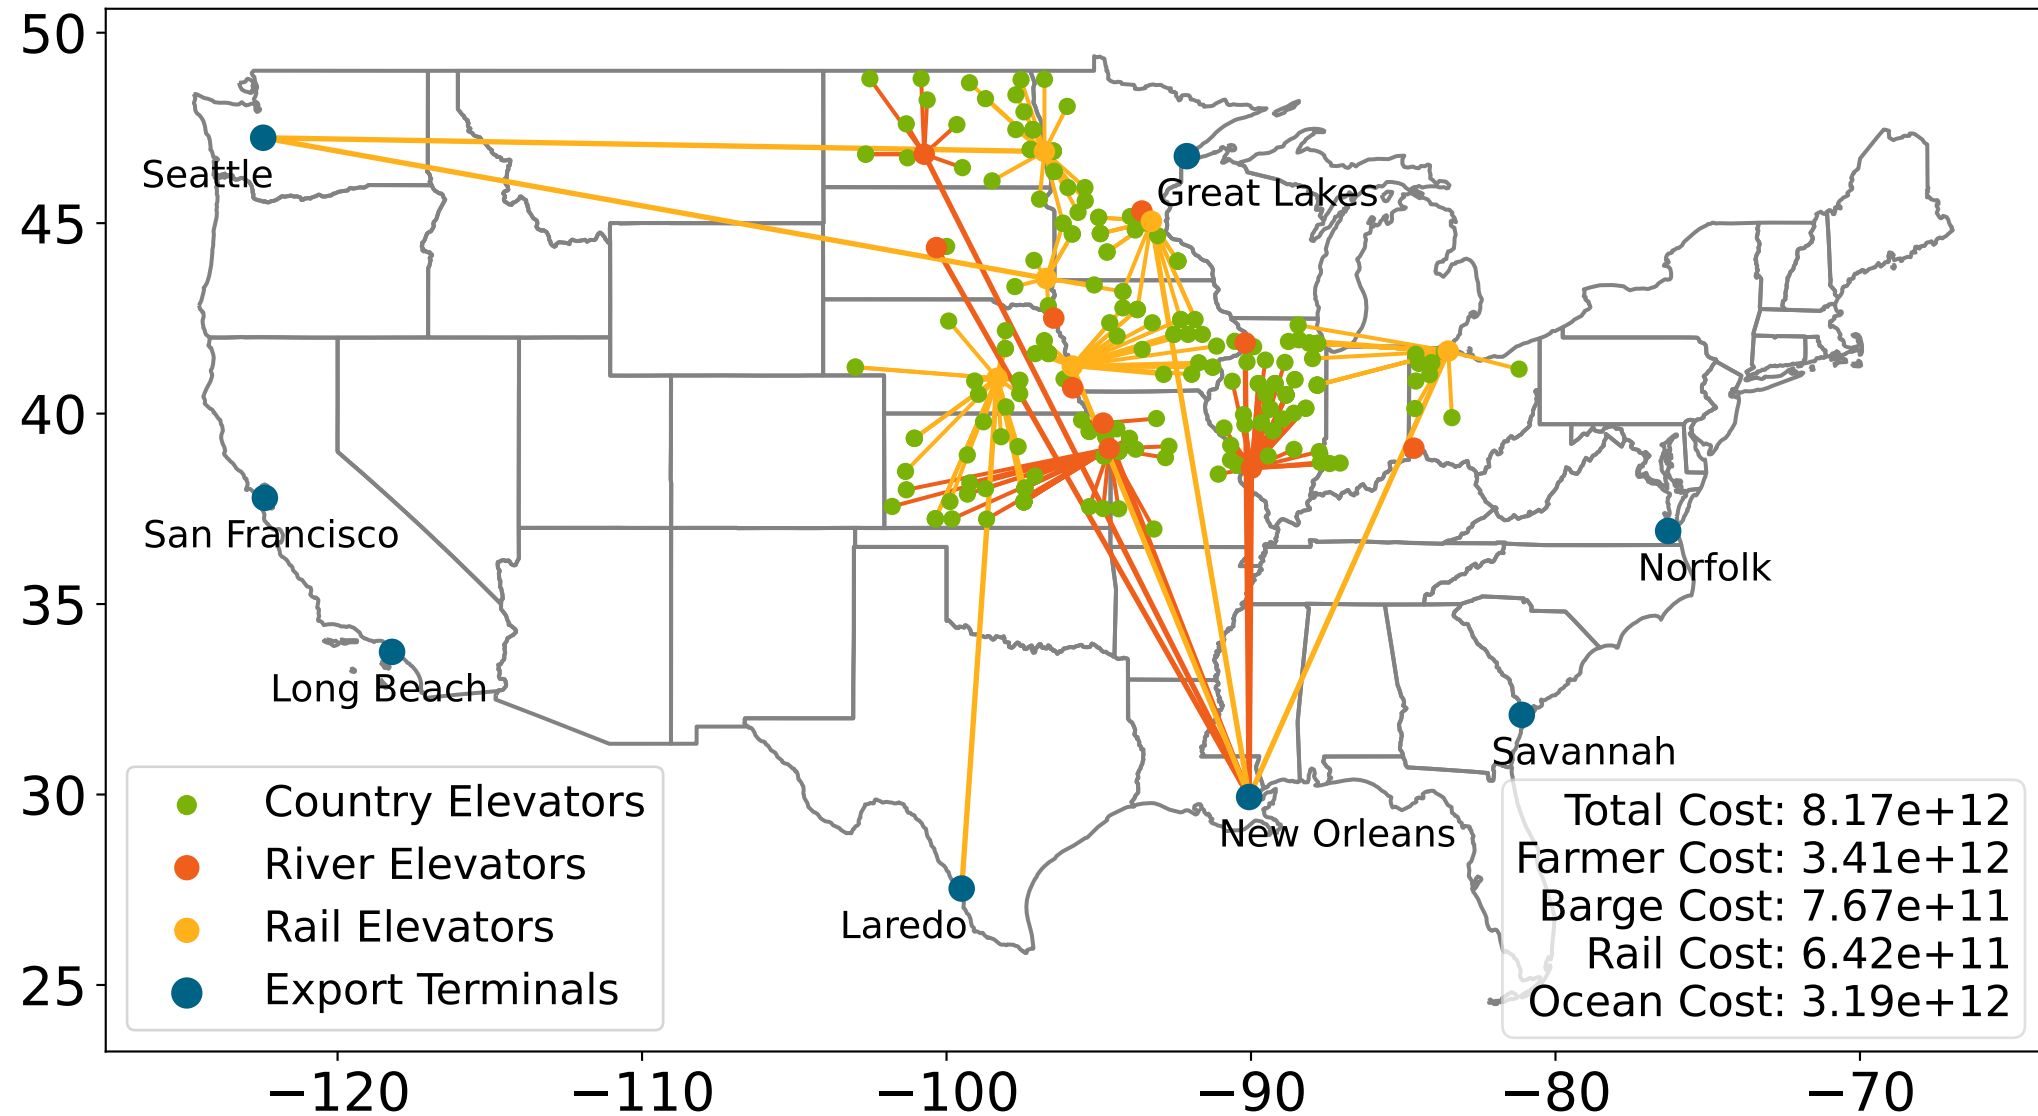 50
45
40
35
30
25
−120
−110
−100
−90
−80
−70
Seattle
Great Lakes
San Francisco
Norfolk
Long Beach
Savannah
New Orleans
Laredo
Country Elevators
River Elevators
Rail Elevators
Export Terminals
Total Cost: 8.17e+12
Farmer Cost: 3.41e+12
Barge Cost: 7.67e+11
Rail Cost: 6.42e+11
Ocean Cost: 3.19e+12